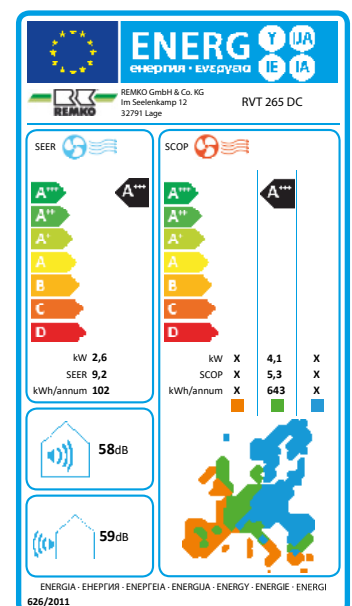 ENERG
енергия · ενεργεια
Y IJA
IE IA
REMKO
REMKO GmbH & Co. KG
Im Seelenkamp 12
32791 Lage
RVT 265 DC
SEER
A+++
A+++
A++
A+
A
B
C
D
kW 2,6
SEER 9,2
kWh/annum 102
SCOP
A+++
A+++
A++
A+
A
B
C
D
kW X 4,1 X
SCOP X 5,3 X
kWh/annum X 643 X
58dB
59dB
ENERGIA · ЕНЕРГИЯ · ΕΝΕΡΓΕΙΑ · ENERGIJA · ENERGY · ENERGIE · ENERGI
626/2011